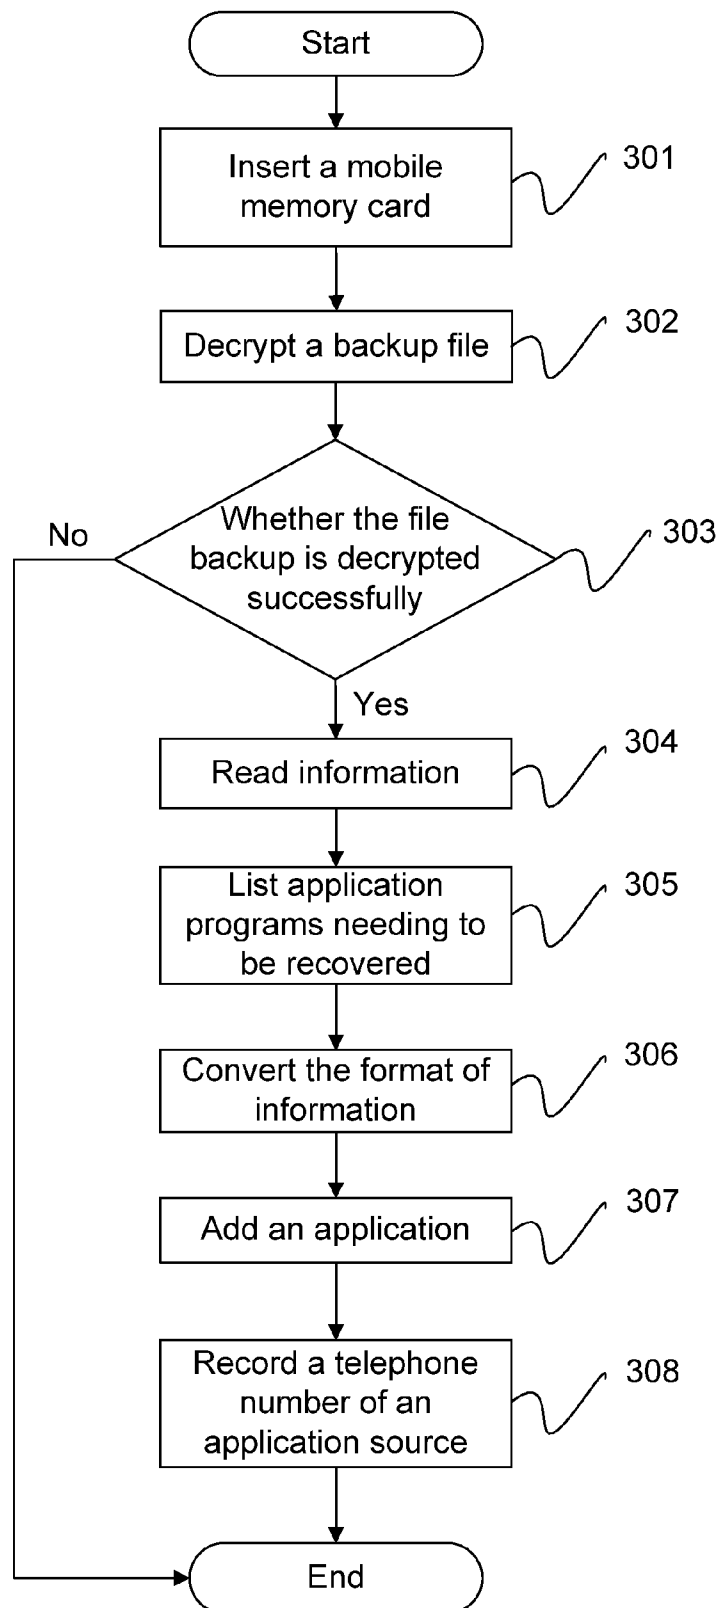 Start
Insert a mobile
memory card
301
Decrypt a backup file
302
Whether the file
backup is decrypted
successfully
303
No
Yes
Read information
304
List application
programs needing to
be recovered
305
Convert the format of
information
306
Add an application
307
Record a telephone
number of an
application source
308
End